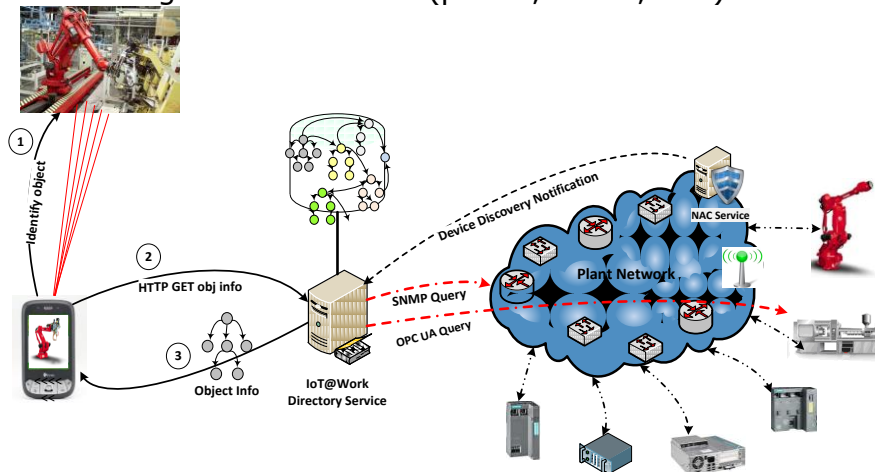 1
Identify object
2
HTTP GET obj info
3
Object Info
IoT@Work
Directory Service
Device Discovery Notification
SNMP Query
OPC UA Query
NAC Service
Plant Network